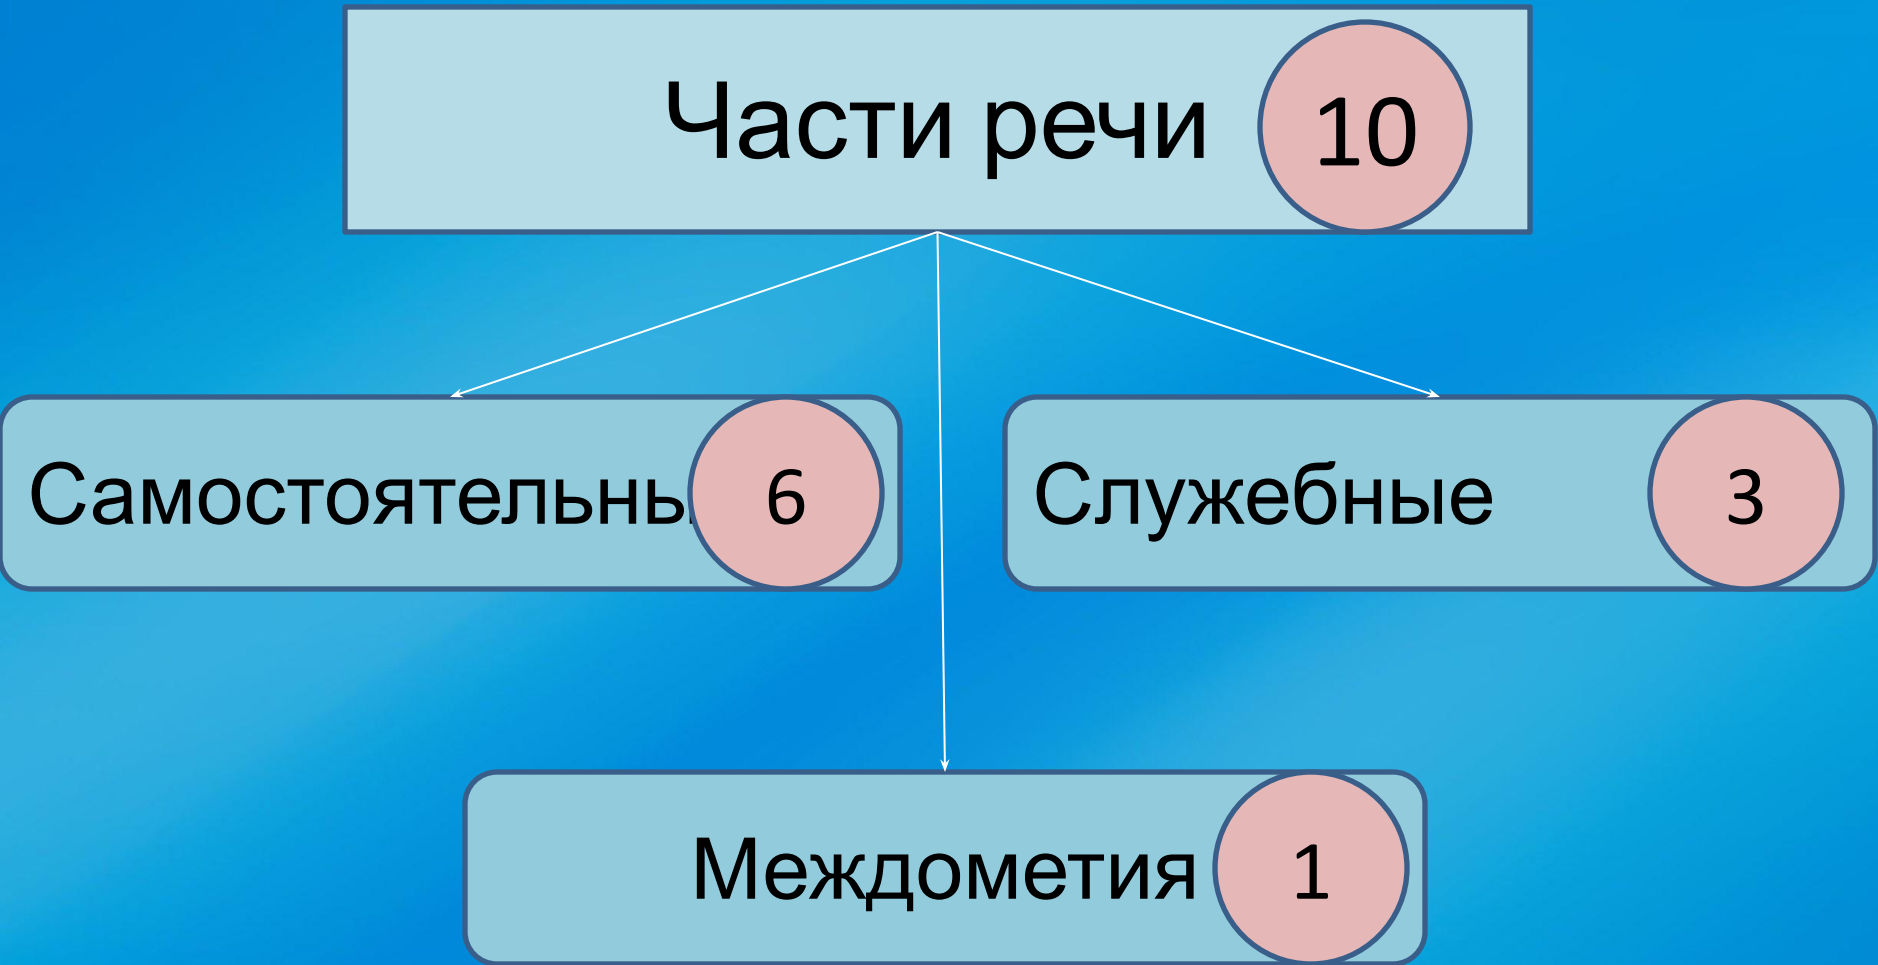 Части речи 10
Самостоятельны 6
Служебные 3
Междометия 1